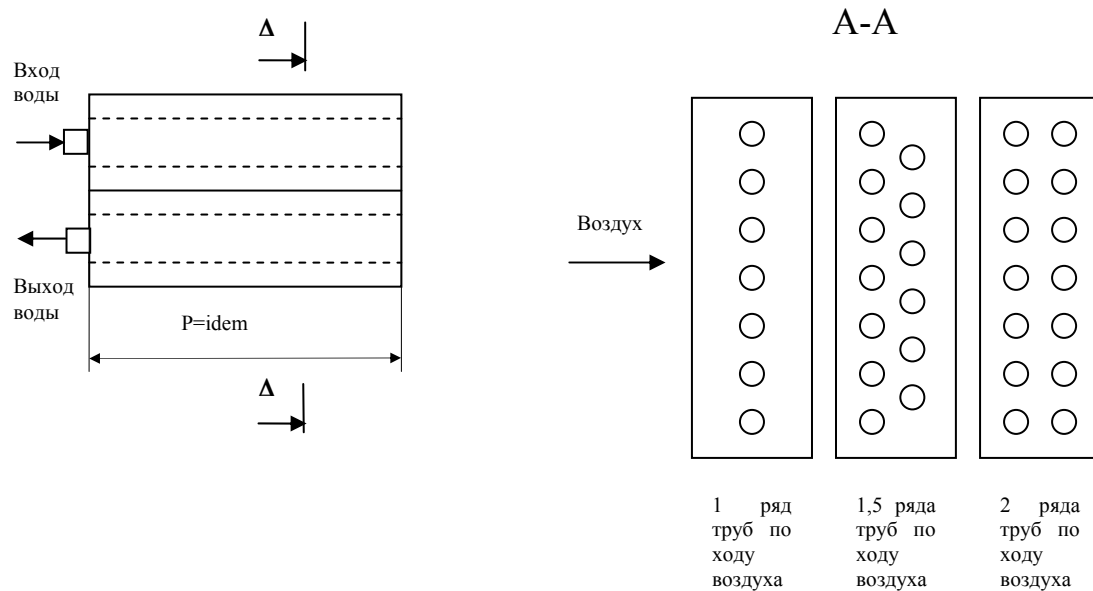 Δ
Вход
воды
Выход
воды
P=idem
Δ
А-А
Воздух
1 ряд
труб по
ходу
воздуха
1,5 ряда
труб по
ходу
воздуха
2 ряда
труб по
ходу
воздуха